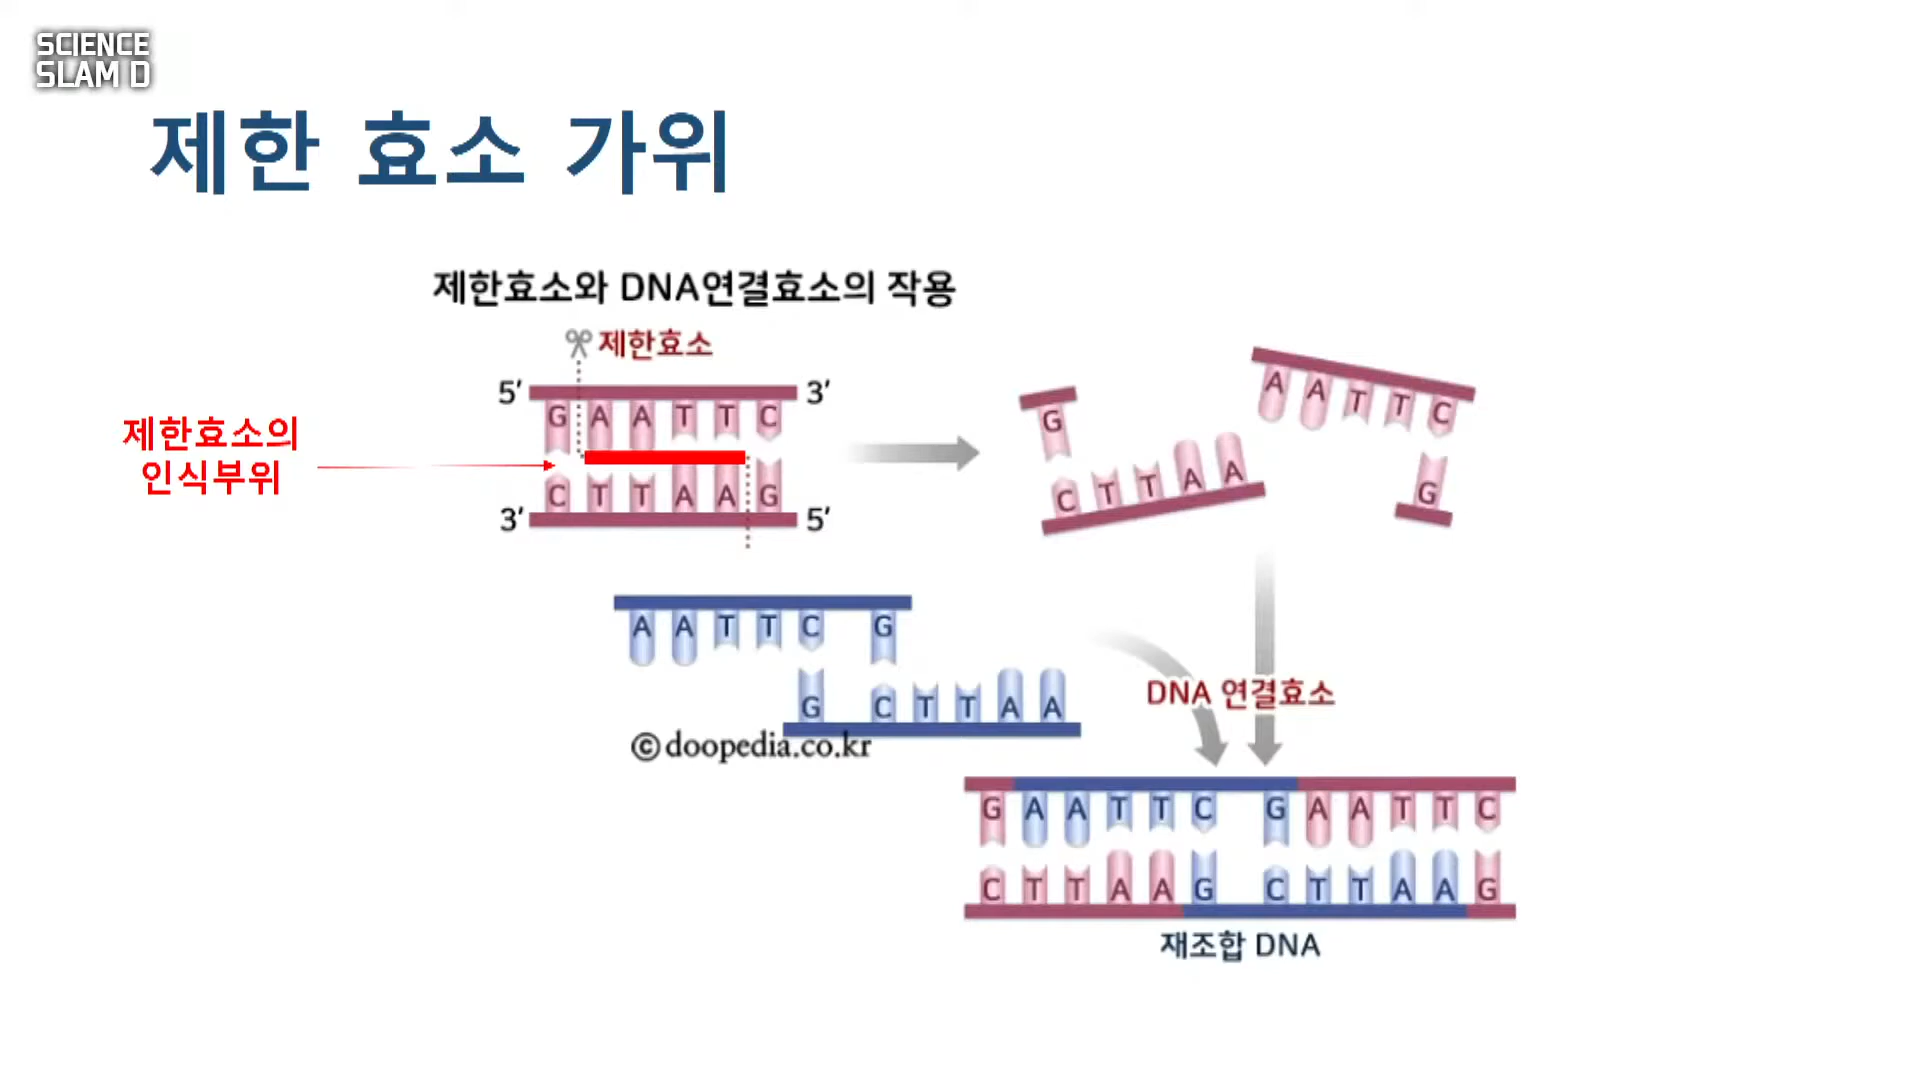 SCIENCE
SLAM D
제한 효소 가위
제한효소와 DNA연결효소의 작용
제한효소
5′ 3′
G A A T T C
제한효소의
인식부위
C T T A A G
3′ 5′
G
C T T A A
A A T T C
G
A A T T C G
G C T T A A
©doopedia.co.kr
DNA 연결효소
G A A T T C G A A T T C
C T T A A G C T T A A G
재조합 DNA